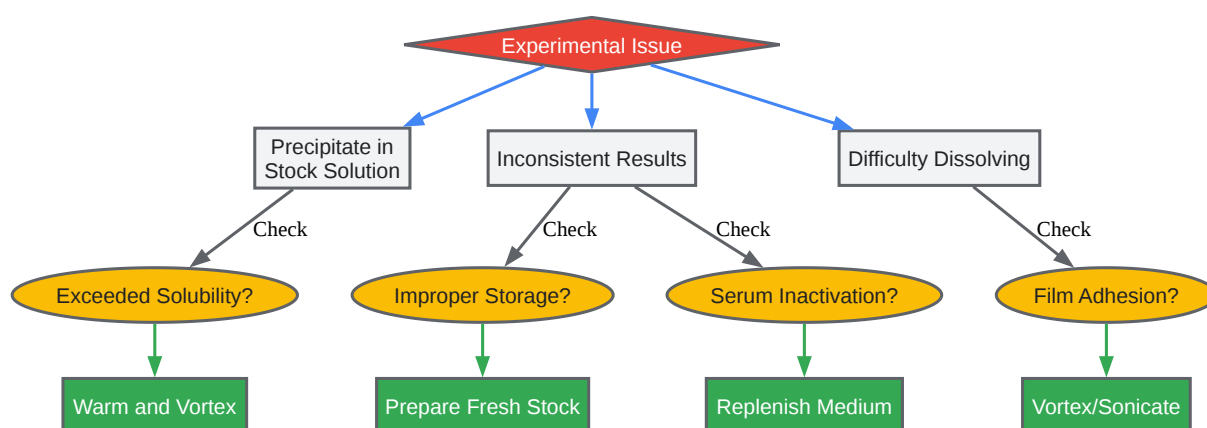 Experimental Issue
Precipitate in
Stock Solution
Inconsistent Results
Difficulty Dissolving
Check
Check
Check
Check
Exceeded Solubility?
Improper Storage?
Serum Inactivation?
Film Adhesion?
Warm and Vortex
Prepare Fresh Stock
Replenish Medium
Vortex/Sonicate